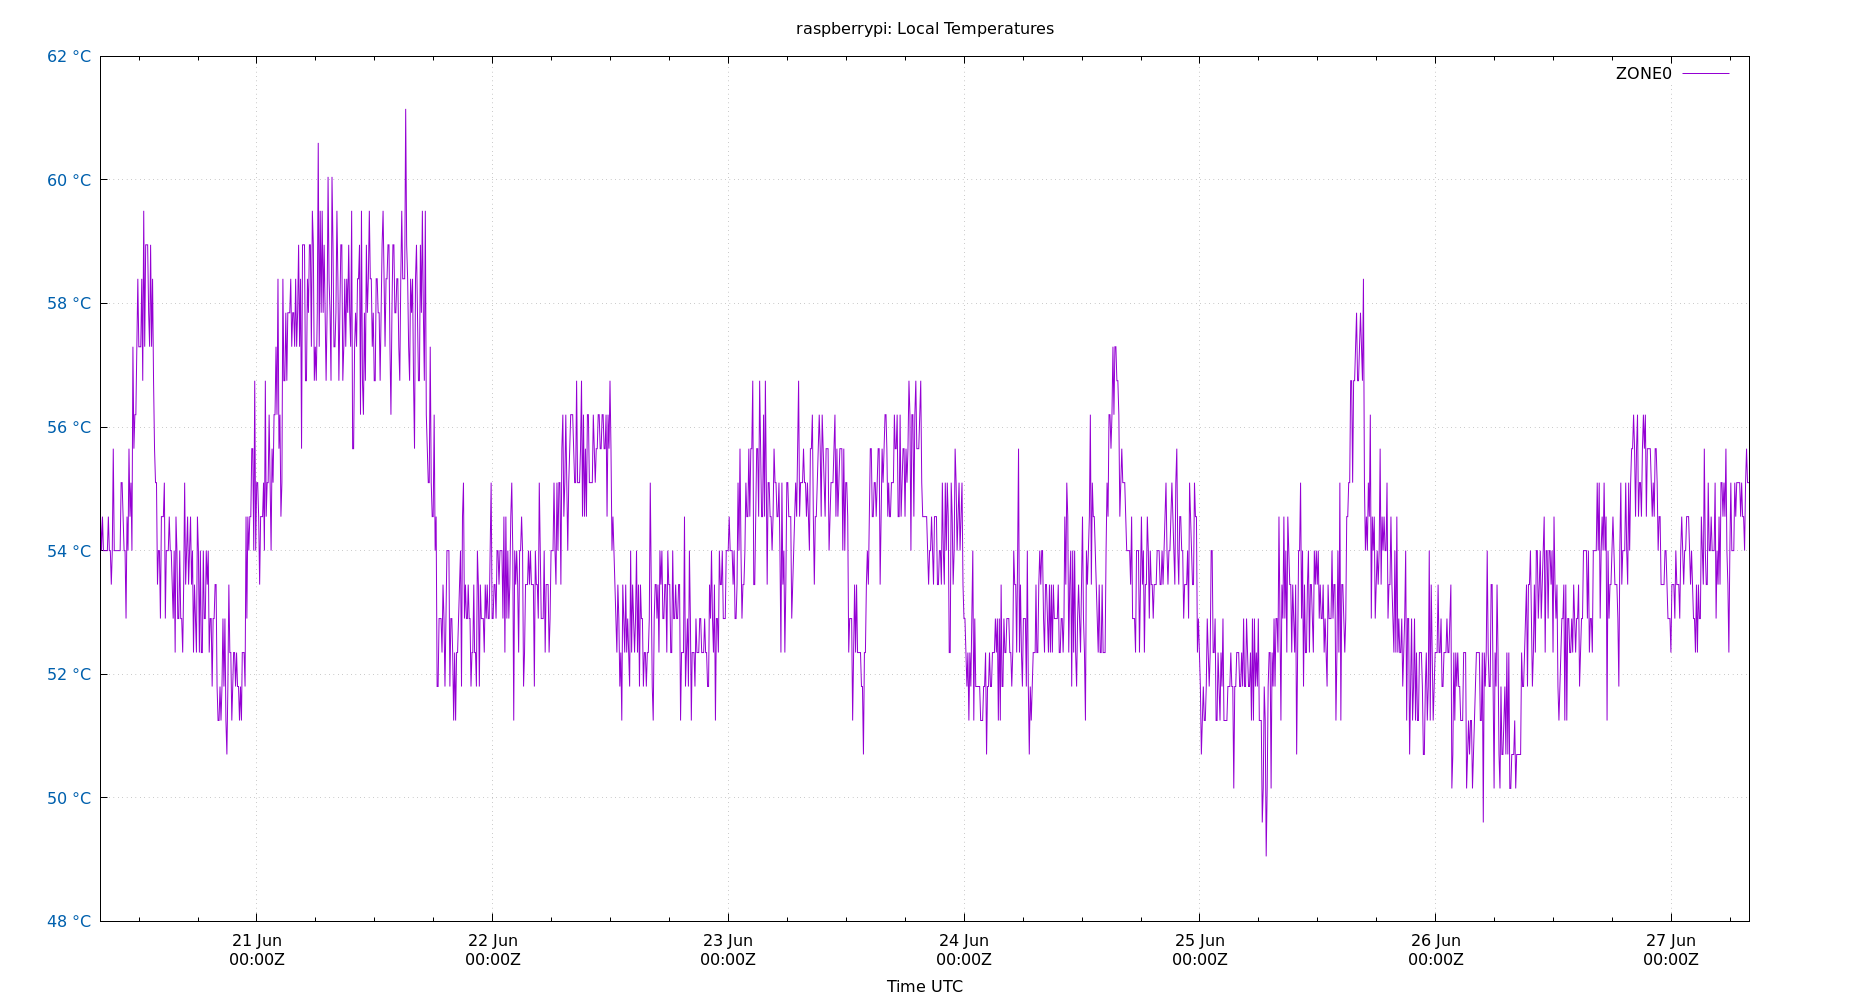 raspberrypi: Local Temperatures
62 °C
ZONE0
60 °C
58 °C
56 °C
54 °C
52 °C
50 °C
48 °C
21 Jun 22 Jun 23 Jun 24 Jun 25 Jun 26 Jun 27 Jun
00:00Z 00:00Z 00:00Z 00:00Z 00:00Z 00:00Z 00:00Z
Time UTC